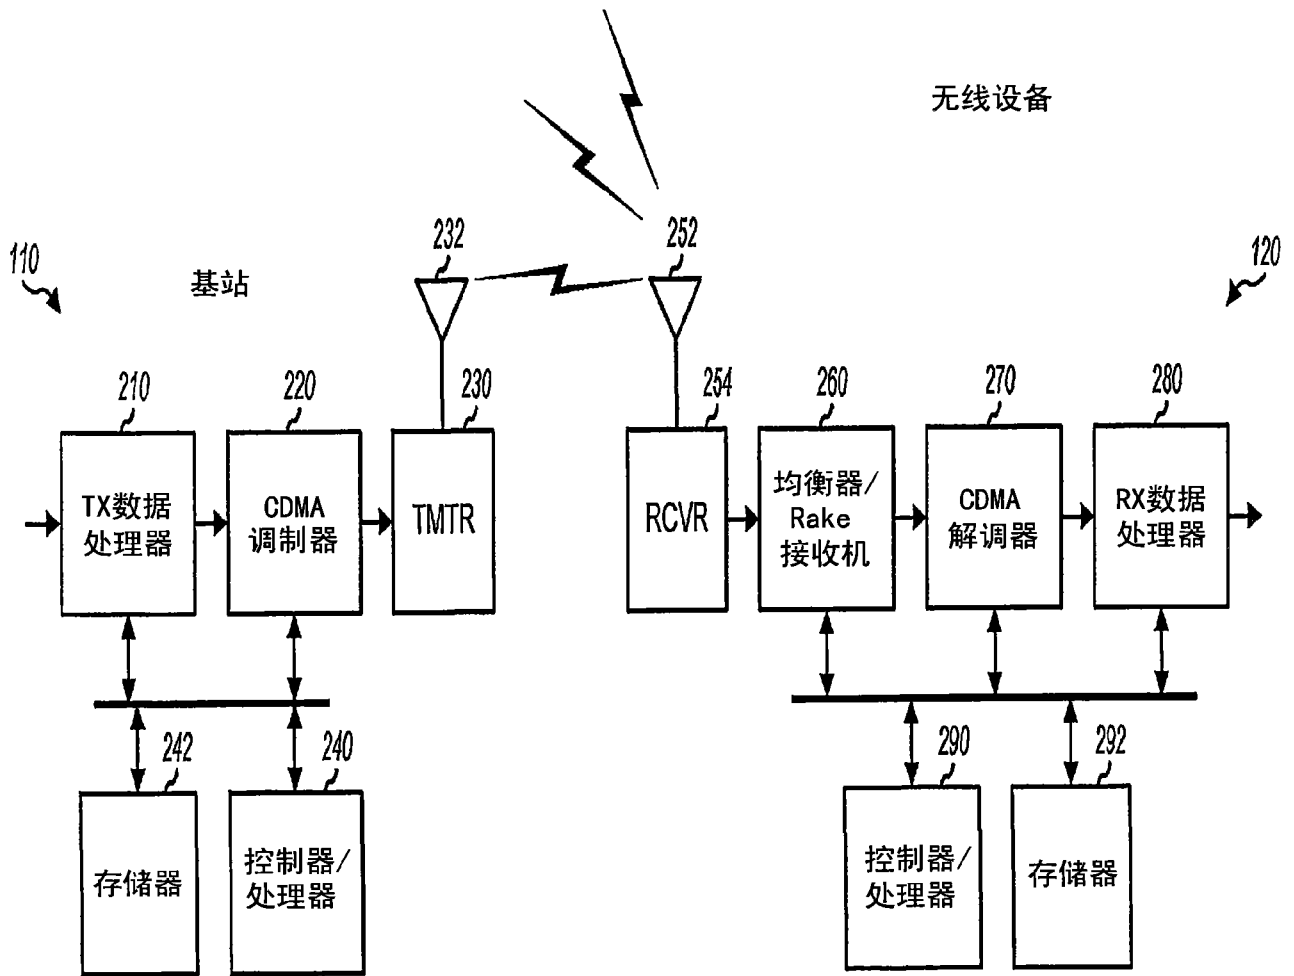 无线设备
232
252
110
基站
120
210
220
230
254
260
270
280
TX数据
处理器
CDMA
调制器
TMTR
RCVR
均衡器/
Rake
接收机
CDMA
解调器
RX数据
处理器
242
240
290
292
存储器
控制器/
处理器
控制器/
处理器
存储器